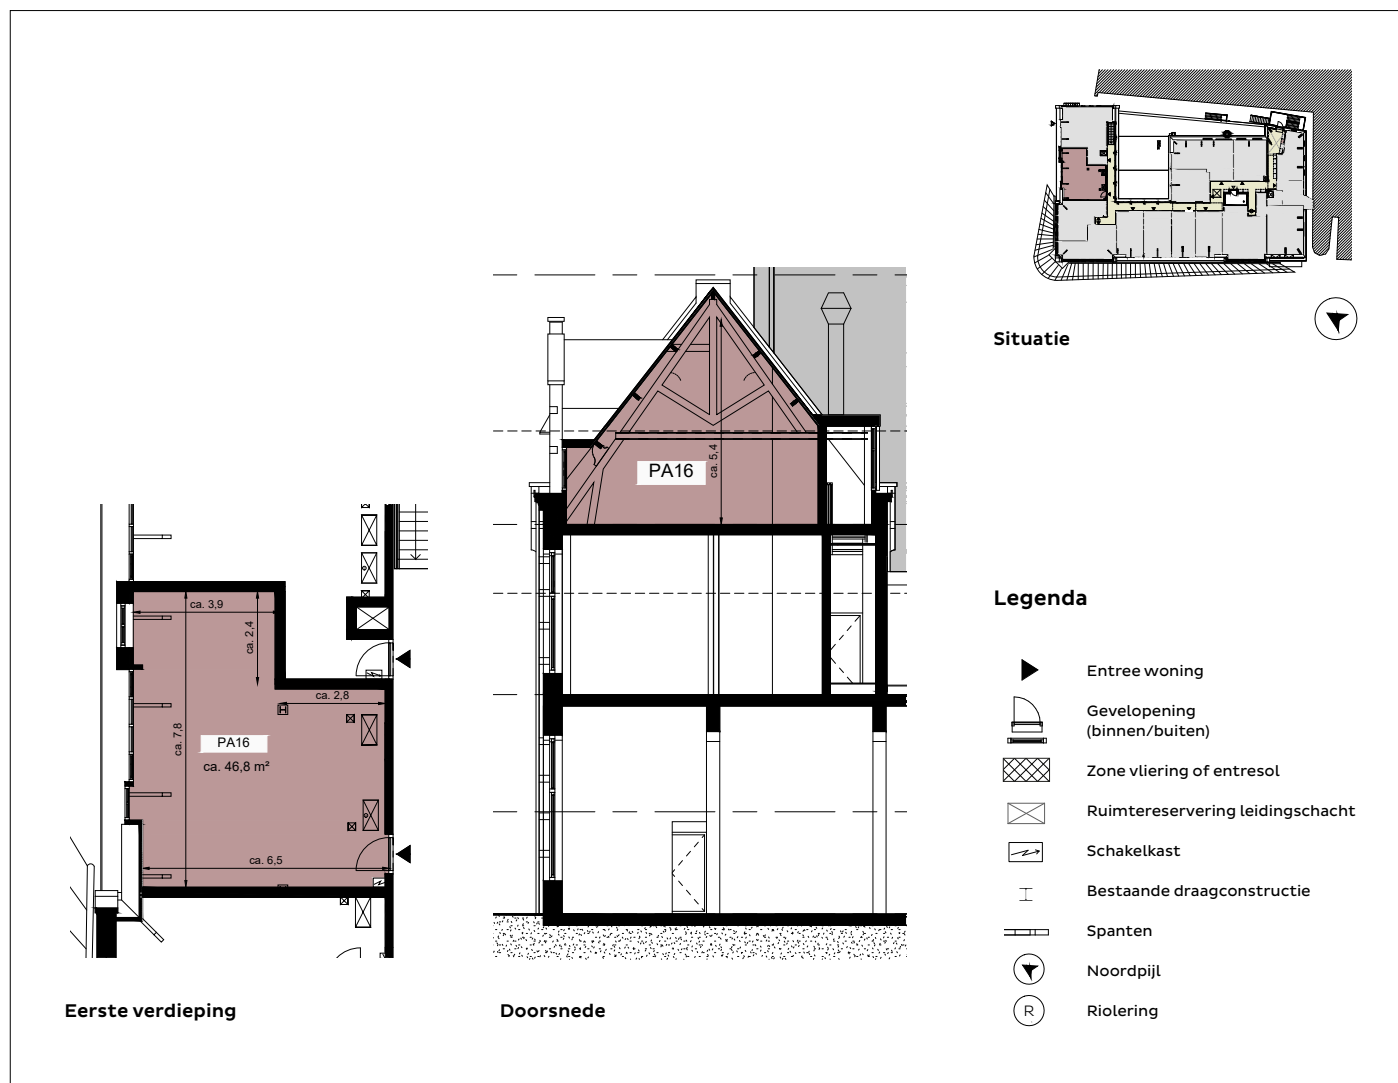 Situatie
PA16
ca. 5,4
ca. 3,9
ca. 2,4
ca. 2,8
ca. 7,8
PA16
ca. 46,8 m²
ca. 6,5
Eerste verdieping
Doorsnede
Legenda
Entree woning
Gevelopening
(binnen/buiten)
Zone vliering of entresol
Ruimtereservering leidingschacht
Schakelkast
Bestaande draagconstructie
Spanten
Noordpijl
R
Riolering